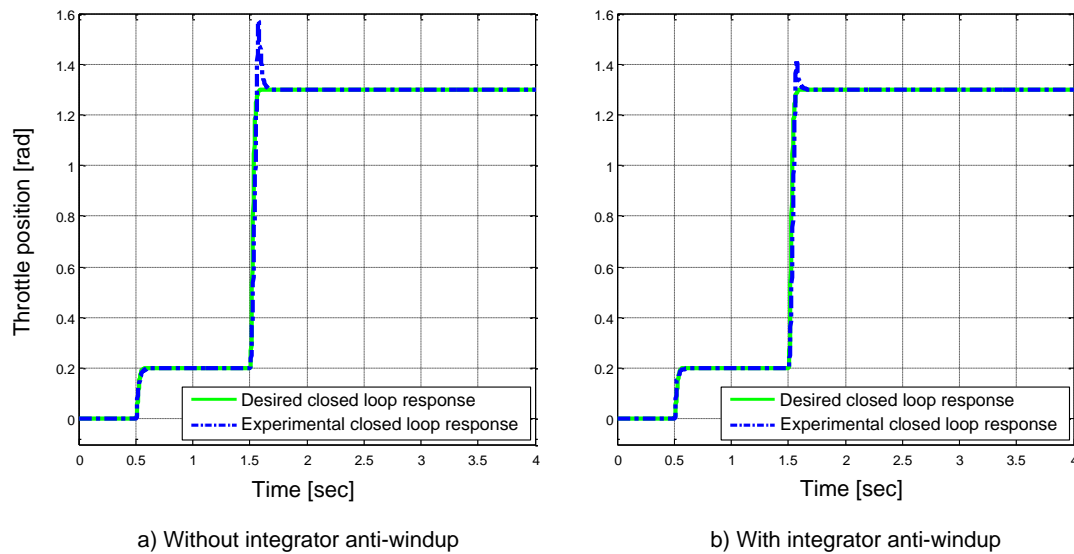 1.6
1.4
1.2
1
0.8
0.6
0.4
0.2
0
Throttle position [rad]
Desired closed loop response
Experimental closed loop response
0 0.5 1 1.5 2 2.5 3 3.5 4
Time [sec]
a) Without integrator anti-windup
1.6
1.4
1.2
1
0.8
0.6
0.4
0.2
0
Desired closed loop response
Experimental closed loop response
0 0.5 1 1.5 2 2.5 3 3.5 4
Time [sec]
b) With integrator anti-windup